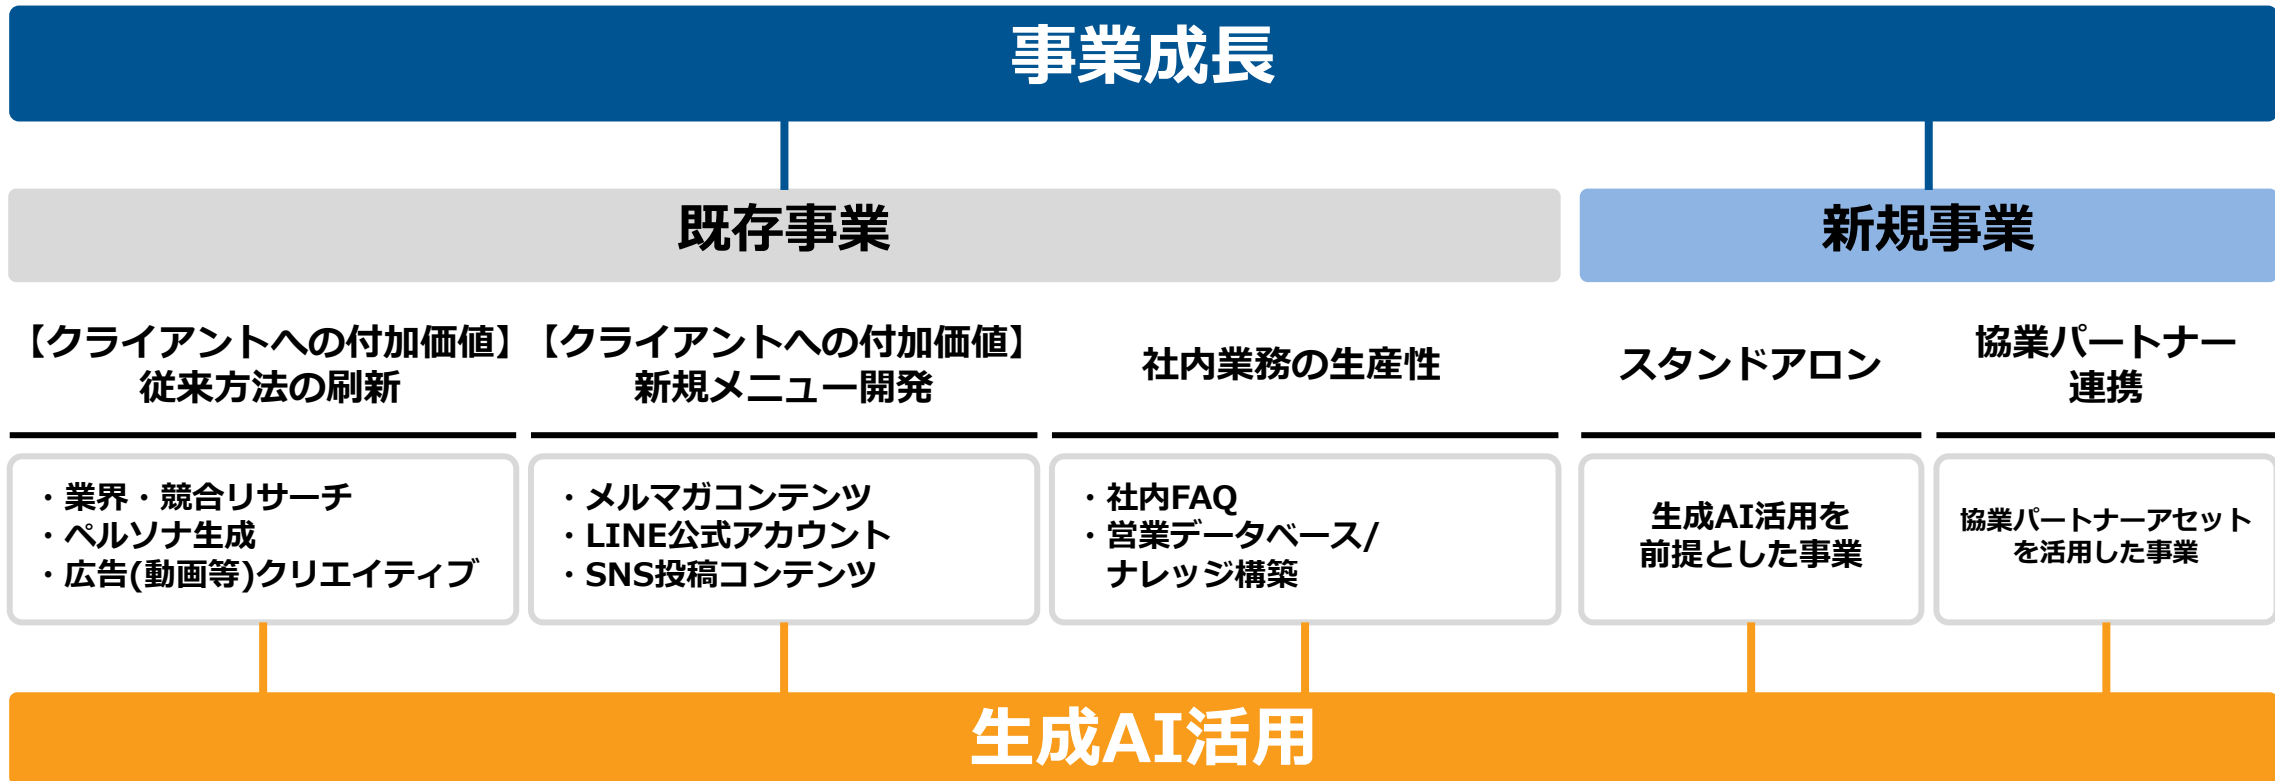 事業成長
既存事業
新規事業
【クライアントへの付加価値】
従来方法の刷新
【クライアントへの付加価値】
新規メニュー開発
社内業務の生産性
スタンドアロン
協業パートナー
連携
・業界・競合リサーチ
・ペルソナ生成
・広告(動画等)クリエイティブ
・メルマガコンテンツ
・LINE公式アカウント
・SNS投稿コンテンツ
・社内FAQ
・営業データベース/
ナレッジ構築
生成AI活用を
前提とした事業
協業パートナーアセット
を活用した事業
生成AI活用